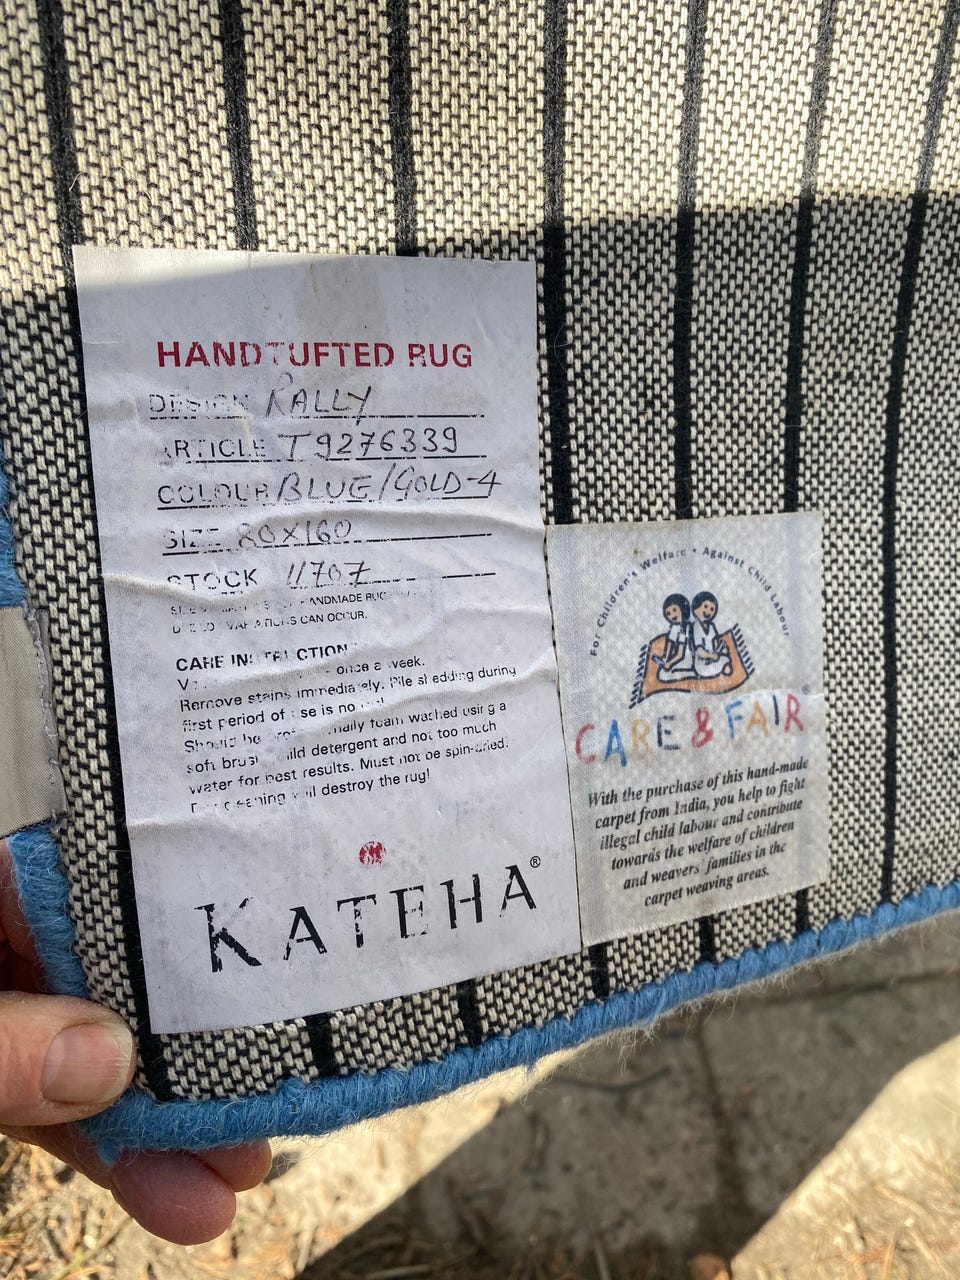 HANDTUFTED RUG
DESIGN RALLY
ARTICLE T9276339
COLOUR BLUE/GOLD-4
SIZE 80X160
STOCK 11707
HANDMADE RUG
VARIATIONS CAN OCCUR.
CARE INSTRUCTION
once a week.
Remove stains immediately. Pile shedding during
first period of use is
Should be foam washed using a
soft brush mild detergent and not too much
water for best results. Must not be spin-dried.
cleaning will destroy the rug!
KATEHA®
For Children's Welfare • Against Child Labour
CARE & FAIR®
With the purchase of this hand-made
carpet from India, you help to fight
illegal child labour and contribute
towards the welfare of children
and weavers' families in the
carpet weaving areas.